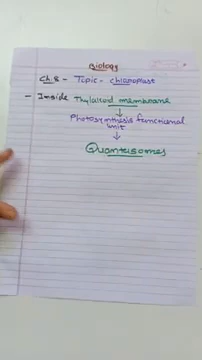 Biology
Ch.8 - Topic - chloroplast
- Inside Thylakoid membrane
↓
Photosynthesis functional
unit
↓
Quantasomes